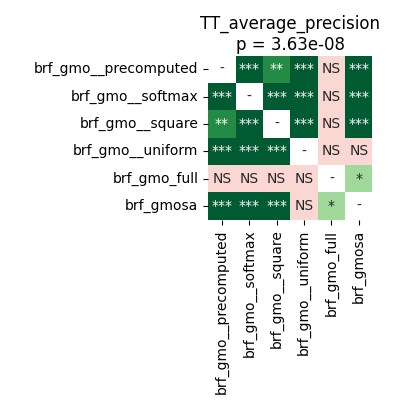 TT_average_precision
p = 3.63e-08
brf_gmo__precomputed - *** ** *** NS ***
brf_gmo__softmax *** - *** *** NS ***
brf_gmo__square ** *** - *** NS ***
brf_gmo__uniform *** *** *** - NS NS
brf_gmo_full NS NS NS NS - *
brf_gmosa *** *** *** NS * -
brf_gmo__precomputed
brf_gmo__softmax
brf_gmo__square
brf_gmo__uniform
brf_gmo_full
brf_gmosa